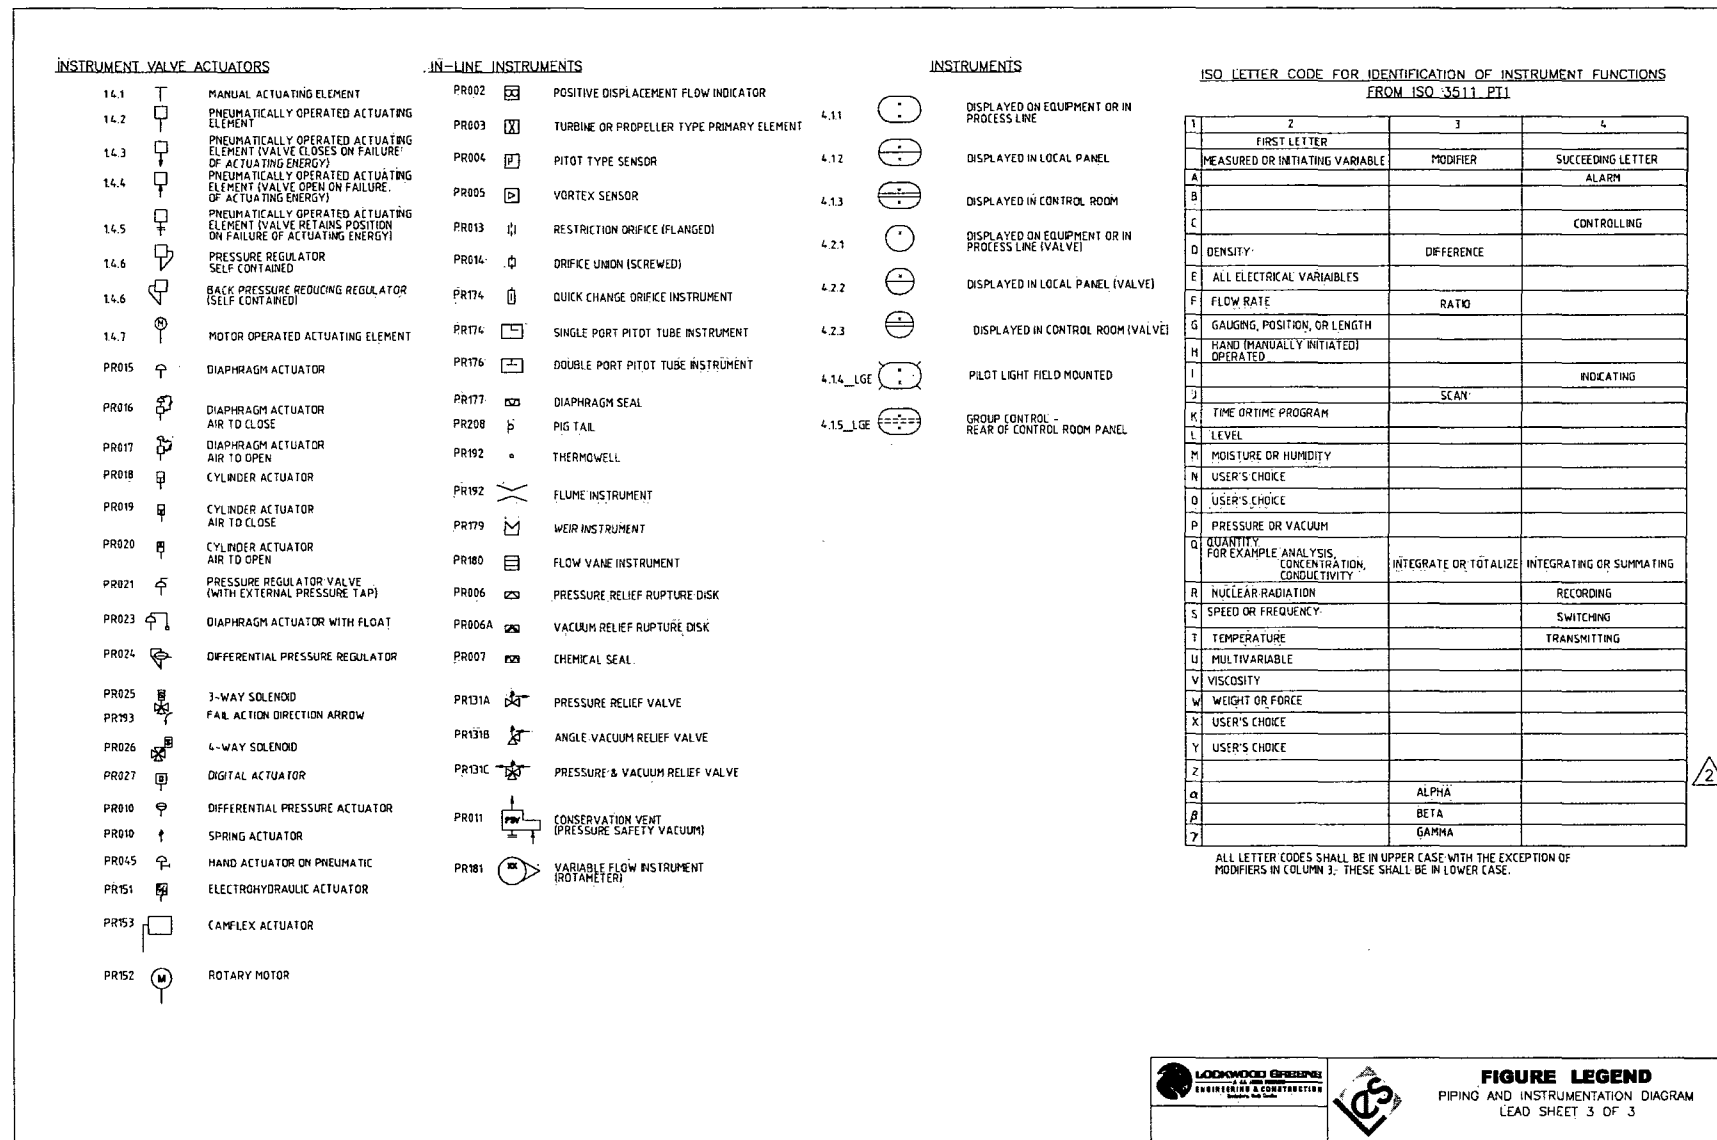 INSTRUMENT VALVE ACTUATORS
1.4.1 MANUAL ACTUATING ELEMENT
1.4.2 PNEUMATICALLY OPERATED ACTUATING
ELEMENT
1.4.3 PNEUMATICALLY OPERATED ACTUATING
ELEMENT (VALVE CLOSES ON FAILURE
OF ACTUATING ENERGY)
1.4.4 PNEUMATICALLY OPERATED ACTUATING
ELEMENT (VALVE OPEN ON FAILURE.
OF ACTUATING ENERGY)
1.4.5 PNEUMATICALLY OPERATED ACTUATING
ELEMENT (VALVE RETAINS POSITION
ON FAILURE OF ACTUATING ENERGY)
1.4.6 PRESSURE REGULATOR
SELF CONTAINED
1.4.6 BACK PRESSURE REDUCING REGULATOR
(SELF CONTAINED)
M
1.4.7 MOTOR OPERATED ACTUATING ELEMENT
PR015 DIAPHRAGM ACTUATOR
PR016 DIAPHRAGM ACTUATOR
AIR TO CLOSE
PR017 DIAPHRAGM ACTUATOR
AIR TO OPEN
PR018 CYLINDER ACTUATOR
PR019 CYLINDER ACTUATOR
AIR TO CLOSE
PR020 CYLINDER ACTUATOR
AIR TO OPEN
PR021 PRESSURE REGULATOR VALVE
(WITH EXTERNAL PRESSURE TAP)
PR023 DIAPHRAGM ACTUATOR WITH FLOAT
PR024 DIFFERENTIAL PRESSURE REGULATOR
PR025 3-WAY SOLENOID
PR193 FAIL ACTION DIRECTION ARROW
PR026 4-WAY SOLENOID
PR027 D DIGITAL ACTUATOR
PR010 DIFFERENTIAL PRESSURE ACTUATOR
PR010 SPRING ACTUATOR
PR045 HAND ACTUATOR ON PNEUMATIC
PR151 ELECTROHYDRAULIC ACTUATOR
PR153 CAMFLEX ACTUATOR
PR152 M ROTARY MOTOR
IN-LINE INSTRUMENTS
PR002 POSITIVE DISPLACEMENT FLOW INDICATOR
PR003 TURBINE OR PROPELLER TYPE PRIMARY ELEMENT
PR004 PITOT TYPE SENSOR
PR005 VORTEX SENSOR
PR013 RESTRICTION ORIFICE (FLANGED)
PR014 ORIFICE UNION (SCREWED)
PR174 QUICK CHANGE ORIFICE INSTRUMENT
PR174 SINGLE PORT PITOT TUBE INSTRUMENT
PR176 DOUBLE PORT PITOT TUBE INSTRUMENT
PR177 DIAPHRAGM SEAL
PR208 PIG TAIL
PR192 THERMOWELL
PR192 FLUME INSTRUMENT
PR179 WEIR INSTRUMENT
PR180 FLOW VANE INSTRUMENT
PR006 PRESSURE RELIEF RUPTURE DISK
PR006A VACUUM RELIEF RUPTURE DISK
PR007 CHEMICAL SEAL
PR131A PRESSURE RELIEF VALVE
PR131B ANGLE VACUUM RELIEF VALVE
PR131C PRESSURE & VACUUM RELIEF VALVE
PR011 PSV CONSERVATION VENT
(PRESSURE SAFETY VACUUM)
PR181 XX VARIABLE FLOW INSTRUMENT
(ROTAMETER)
INSTRUMENTS
4.1.1 DISPLAYED ON EQUIPMENT OR IN
PROCESS LINE
4.1.2 DISPLAYED IN LOCAL PANEL
4.1.3 DISPLAYED IN CONTROL ROOM
4.2.1 DISPLAYED ON EQUIPMENT OR IN
PROCESS LINE (VALVE)
4.2.2 DISPLAYED IN LOCAL PANEL (VALVE)
4.2.3 DISPLAYED IN CONTROL ROOM (VALVE)
4.1.4_LGE PILOT LIGHT FIELD MOUNTED
4.1.5_LGE GROUP CONTROL -
REAR OF CONTROL ROOM PANEL
ISO LETTER CODE FOR IDENTIFICATION OF INSTRUMENT FUNCTIONS
FROM ISO 3511 PT1
1 2 3 4
FIRST LETTER
MEASURED OR INITIATING VARIABLE MODIFIER SUCCEEDING LETTER
A ALARM
B
C CONTROLLING
D DENSITY DIFFERENCE
E ALL ELECTRICAL VARAIBLES
F FLOW RATE RATIO
G GAUGING, POSITION, OR LENGTH
H HAND (MANUALLY INITIATED)
OPERATED
I INDICATING
J SCAN
K TIME ORTIME PROGRAM
L LEVEL
M MOISTURE OR HUMIDITY
N USER'S CHOICE
O USER'S CHOICE
P PRESSURE OR VACUUM
Q QUANTITY
FOR EXAMPLE ANALYSIS,
CONCENTRATION, INTEGRATE OR TOTALIZE INTEGRATING OR SUMMATING
CONDUCTIVITY
R NUCLEAR RADIATION RECORDING
S SPEED OR FREQUENCY SWITCHING
T TEMPERATURE TRANSMITTING
U MULTIVARIABLE
V VISCOSITY
W WEIGHT OR FORCE
X USER'S CHOICE
Y USER'S CHOICE
Z
α ALPHA
β BETA
γ GAMMA
ALL LETTER CODES SHALL BE IN UPPER CASE WITH THE EXCEPTION OF
MODIFIERS IN COLUMN 3. THESE SHALL BE IN LOWER CASE.
2
LOCKWOOD GREENE
ENGINEERING & CONSTRUCTION
LES
FIGURE LEGEND
PIPING AND INSTRUMENTATION DIAGRAM
LEAD SHEET 3 OF 3